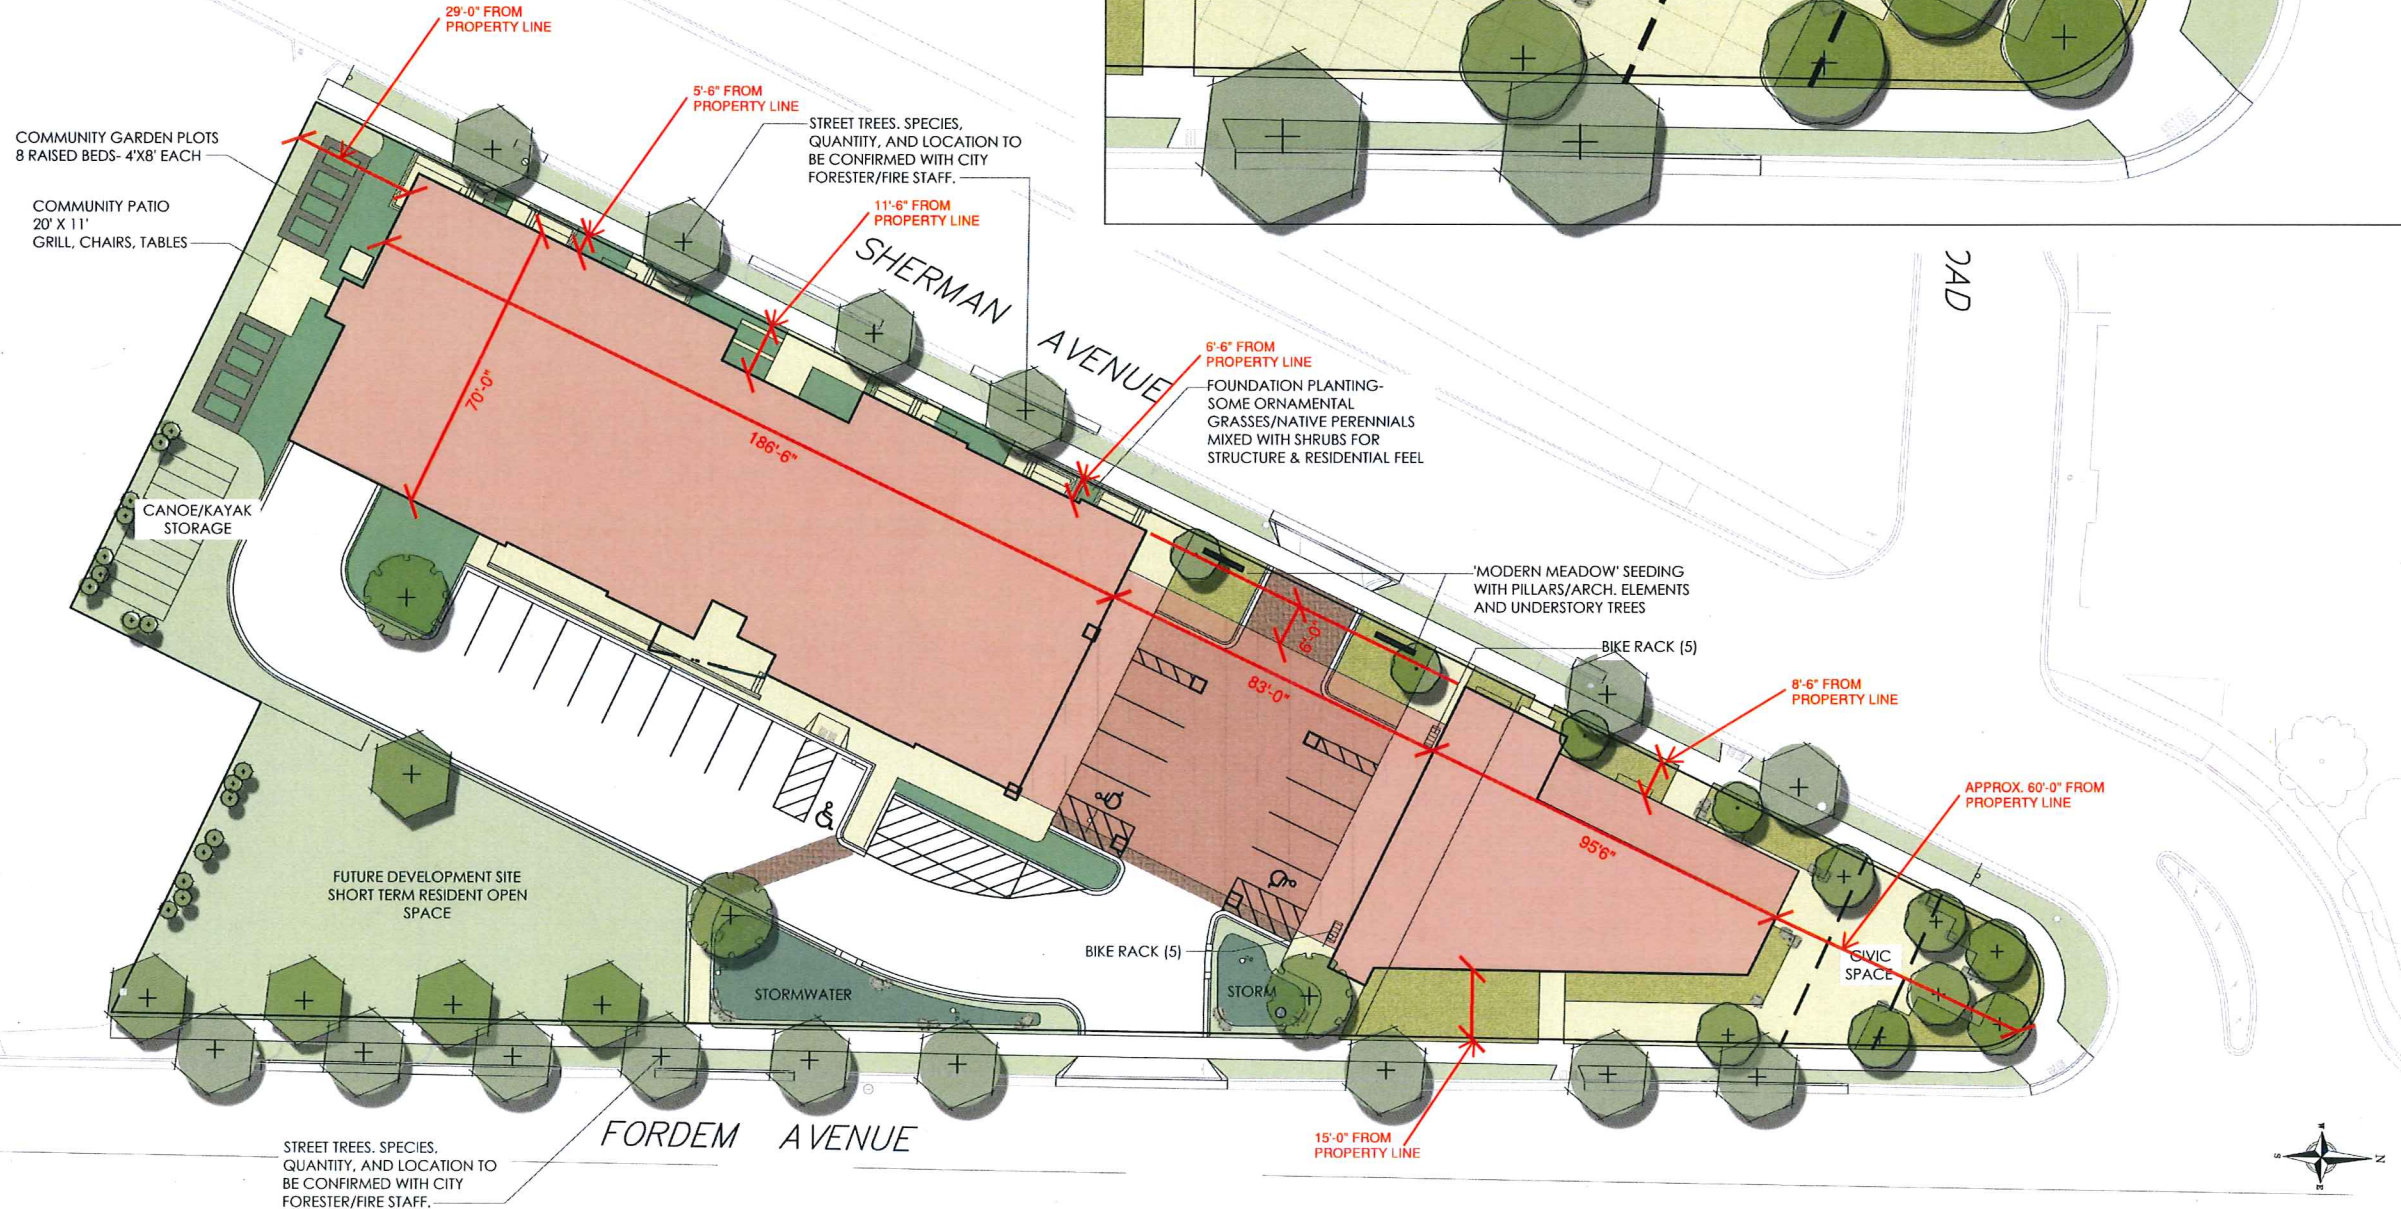 29'-0" FROM
PROPERTY LINE
5'-6" FROM
PROPERTY LINE
COMMUNITY GARDEN PLOTS
8 RAISED BEDS- 4'X8' EACH
STREET TREES. SPECIES,
QUANTITY, AND LOCATION TO
BE CONFIRMED WITH CITY
FORESTER/FIRE STAFF.
COMMUNITY PATIO
20' X 11'
GRILL, CHAIRS, TABLES
11'-6" FROM
PROPERTY LINE
SHERMAN AVENUE
OAD
6'-6" FROM
PROPERTY LINE
FOUNDATION PLANTING-
SOME ORNAMENTAL
GRASSES/NATIVE PERENNIALS
MIXED WITH SHRUBS FOR
STRUCTURE & RESIDENTIAL FEEL
70'-0"
186'-6"
CANOE/KAYAK
STORAGE
'MODERN MEADOW' SEEDING
WITH PILLARS/ARCH. ELEMENTS
AND UNDERSTORY TREES
6'-0"
BIKE RACK (5)
83'-0"
8'-6" FROM
PROPERTY LINE
APPROX. 60'-0" FROM
PROPERTY LINE
95'6"
FUTURE DEVELOPMENT SITE
SHORT TERM RESIDENT OPEN
SPACE
BIKE RACK (5)
CIVIC
SPACE
STORMWATER
STORM
FORDEM AVENUE
15'-0" FROM
PROPERTY LINE
STREET TREES. SPECIES,
QUANTITY, AND LOCATION TO
BE CONFIRMED WITH CITY
FORESTER/FIRE STAFF.
W
S
N
E